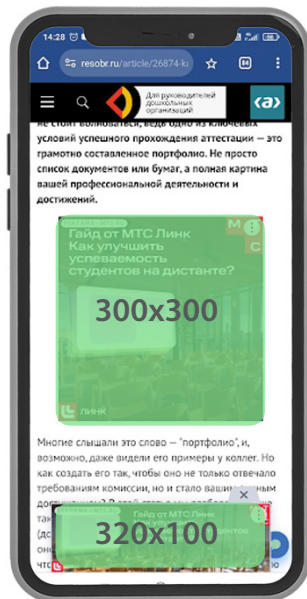 14:28
resobr.ru/article/26874-k
84
Для руководителей
дошкольных
организаций
<a>
не стоит волноваться, ведь одно из ключевых
условий успешного прохождения аттестации — это
грамотно составленное портфолио. Не просто
список документов или бумаг, а полная картина
вашей профессиональной деятельности и
достижений.
М
Гайд от МТС Линк
Как улучшить
успеваемость
студентов на дистанте?
С
300x300
ЛИНК
Многие слышали это слово — "портфолио", и,
возможно, даже видели его примеры у коллег. Но
как создать его так, чтобы оно не только отвечало
требованиям комиссии, но и стало вашим
так
Гайд от МТС Линк
320x100
оно
что